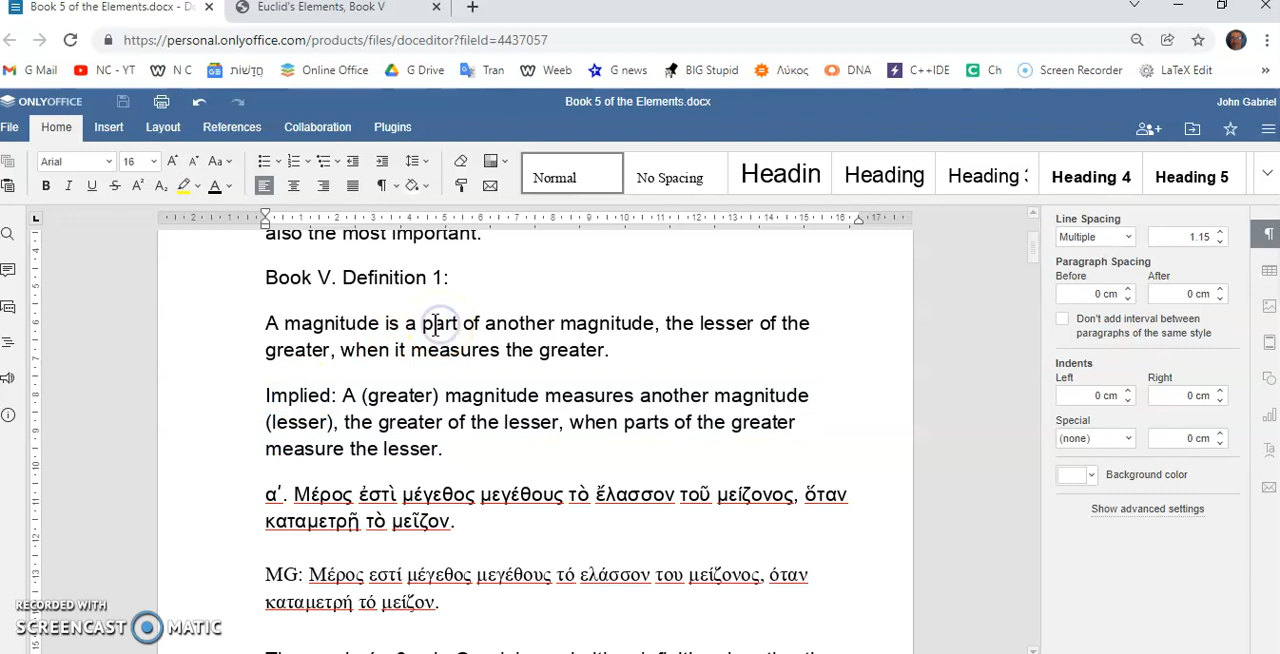 Book 5 of the Elements.docx - Do
Euclid's Elements, Book V
https://personal.onlyoffice.com/products/files/doceditor?fileId=4437057
G Mail NC - YT N C חֲדָשׁוֹת Online Office G Drive Tran Weeb G news BIG Stupid Λύκος DNA C++IDE Ch Screen Recorder LaTeX Edit
ONLYOFFICE Book 5 of the Elements.docx John Gabriel
File Home Insert Layout References Collaboration Plugins
Arial 16 Aa Normal No Spacing Headin Heading Heading 3 Heading 4 Heading 5
also the most important.
Book V. Definition 1:
A magnitude is a part of another magnitude, the lesser of the
greater, when it measures the greater.
Implied: A (greater) magnitude measures another magnitude
(lesser), the greater of the lesser, when parts of the greater
measure the lesser.
αʹ. Μέρος ἐστὶ μέγεθος μεγέθους τὸ ἔλασσον τοῦ μείζονος, ὅταν
καταμετρῇ τὸ μεῖζον.
MG: Μέρος εστί μέγεθος μεγέθους τό ελάσσον του μείζονος, όταν
καταμετρή τό μείζον.
Line Spacing
Multiple 1.15
Paragraph Spacing
Before After
0 cm 0 cm
Don't add interval between
paragraphs of the same style
Indents
Left Right
0 cm 0 cm
Special
(none) 0 cm
Background color
Show advanced settings
RECORDED WITH
SCREENCAST MATIC